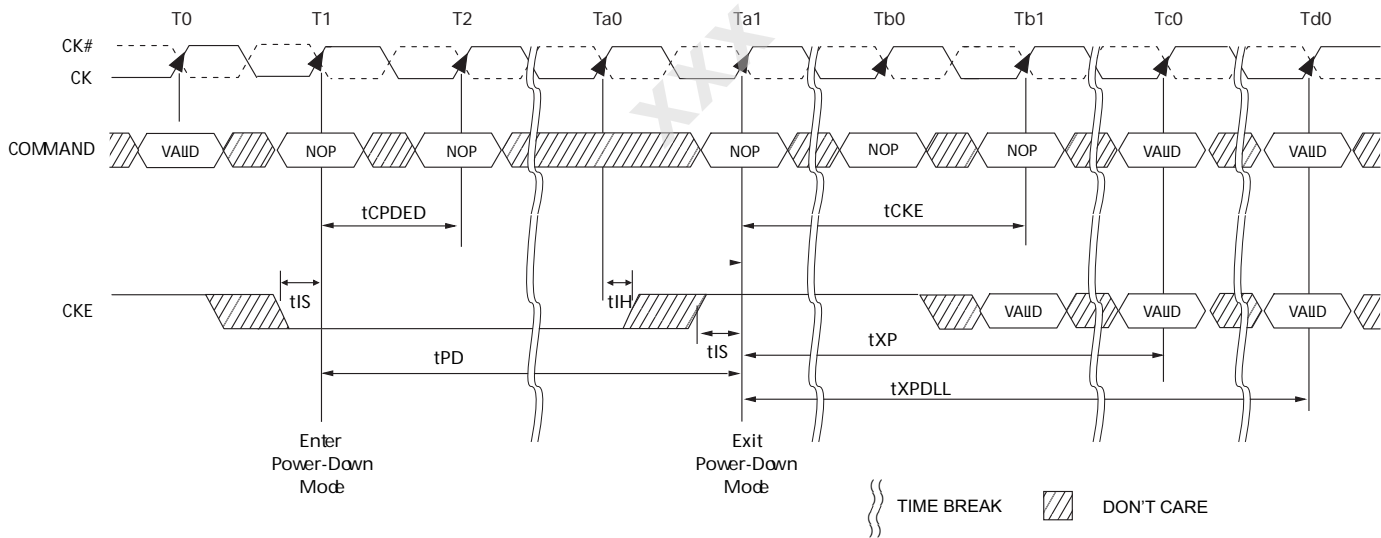 T0 T1 T2 Ta0 Ta1 Tb0 Tb1 Tc0 Td0
CK#
CK
XXX
COMMAND VALID NOP NOP NOP NOP NOP VALID VALID
tCPDED tCKE
tIS tIH
CKE VALID VALID VALID
tIS tXP
tPD
tXPDLL
Enter
Power-Down
Mode
Exit
Power-Down
Mode
TIME BREAK DON'T CARE